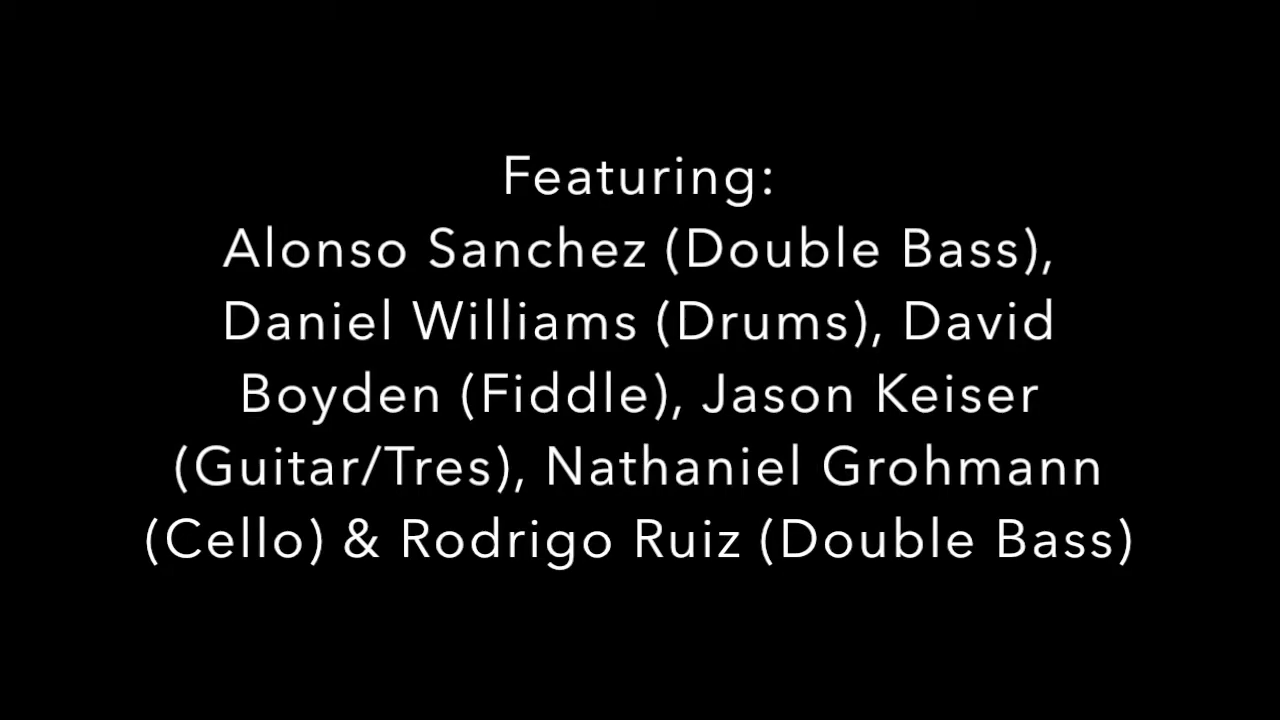 Featuring:
Alonso Sanchez (Double Bass),
Daniel Williams (Drums), David
Boyden (Fiddle), Jason Keiser
(Guitar/Tres), Nathaniel Grohmann
(Cello) & Rodrigo Ruiz (Double Bass)